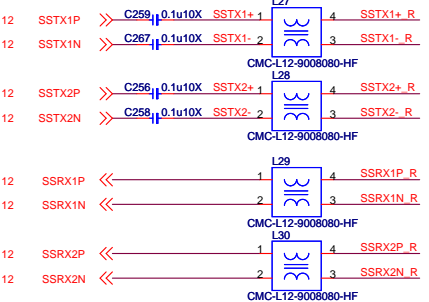 L27
12 SSTX1P C259 0.1u10X SSTX1+ 1 4 SSTX1+_R
12 SSTX1N C267 0.1u10X SSTX1- 2 3 SSTX1-_R
CMC-L12-9008080-HF
L28
12 SSTX2P C256 0.1u10X SSTX2+ 1 4 SSTX2+_R
12 SSTX2N C258 0.1u10X SSTX2- 2 3 SSTX2-_R
CMC-L12-9008080-HF
L29
12 SSRX1P 1 4 SSRX1P_R
12 SSRX1N 2 3 SSRX1N_R
CMC-L12-9008080-HF
L30
12 SSRX2P 1 4 SSRX2P_R
12 SSRX2N 2 3 SSRX2N_R
CMC-L12-9008080-HF